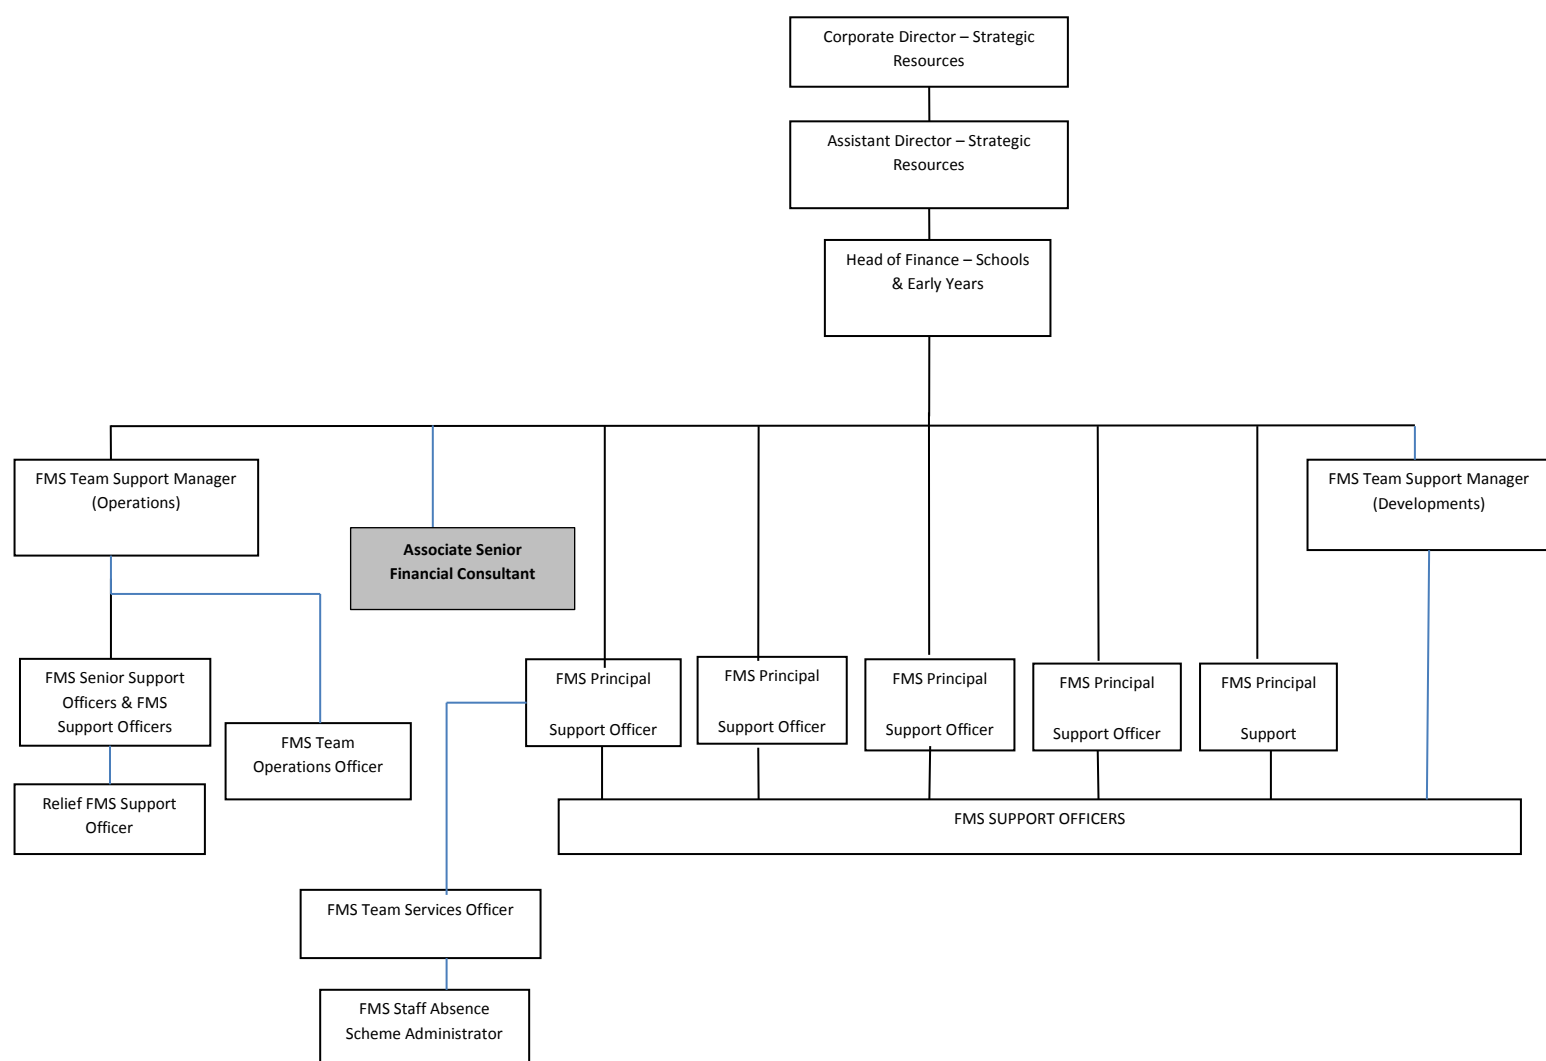 Corporate Director – Strategic
Resources
Assistant Director – Strategic
Resources
Head of Finance – Schools
& Early Years
FMS Team Support Manager
(Operations)
FMS Team Support Manager
(Developments)
Associate Senior
Financial Consultant
FMS Senior Support
Officers & FMS
Support Officers
FMS Team
Operations Officer
Relief FMS Support
Officer
FMS Principal
Support Officer
FMS Principal
Support Officer
FMS Principal
Support Officer
FMS Principal
Support Officer
FMS Principal
Support
FMS SUPPORT OFFICERS
FMS Team Services Officer
FMS Staff Absence
Scheme Administrator